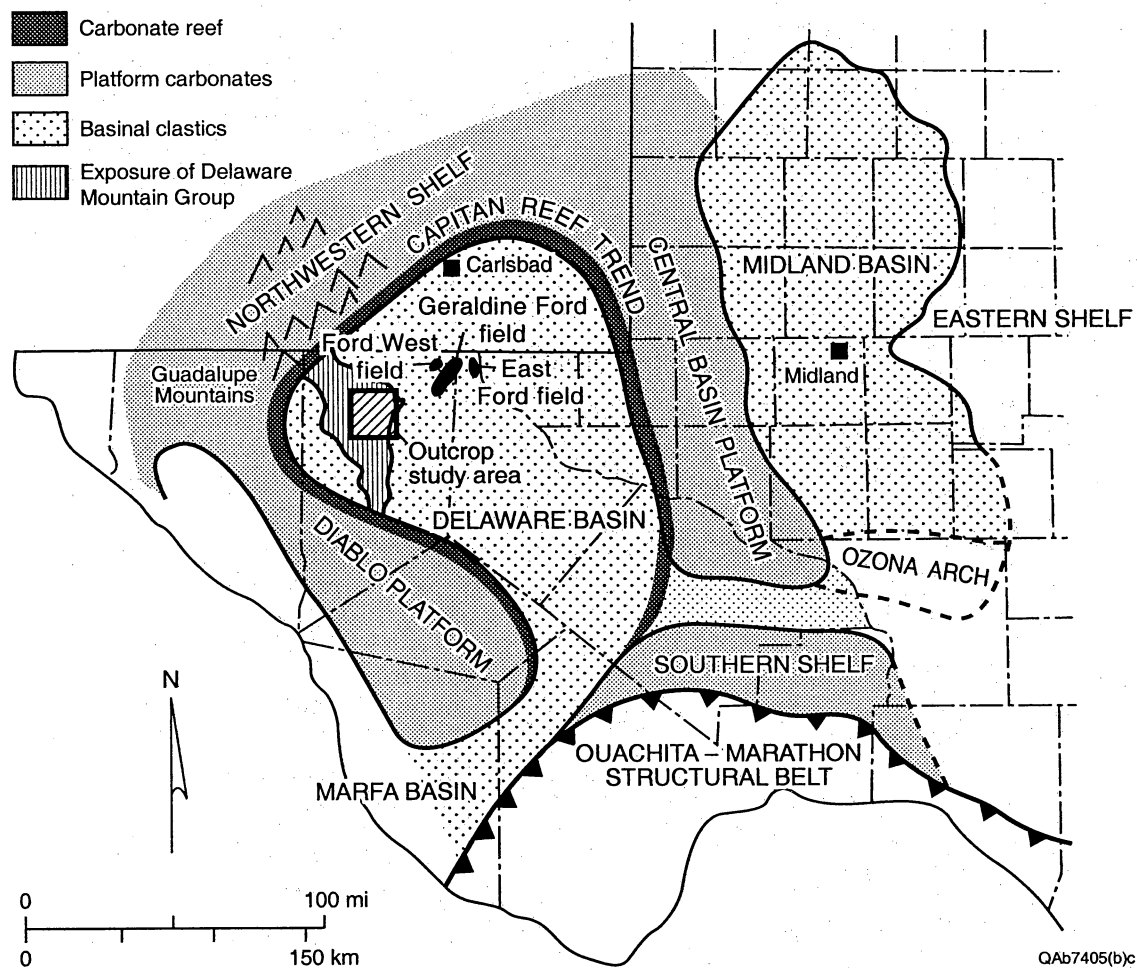 Carbonate reef
Platform carbonates
Basinal clastics
Exposure of Delaware
Mountain Group
NORTHWESTERN SHELF
CAPITAN REEF TREND
Carlsbad
Geraldine Ford
field
Ford West
field
East
Ford field
Guadalupe
Mountains
Outcrop
study area
DELAWARE BASIN
DIABLO PLATFORM
CENTRAL BASIN PLATFORM
MIDLAND BASIN
EASTERN SHELF
Midland
OZONA ARCH
SOUTHERN SHELF
OUACHITA – MARATHON
STRUCTURAL BELT
MARFA BASIN
N
0 100 mi
0 150 km
QAb7405(b)c